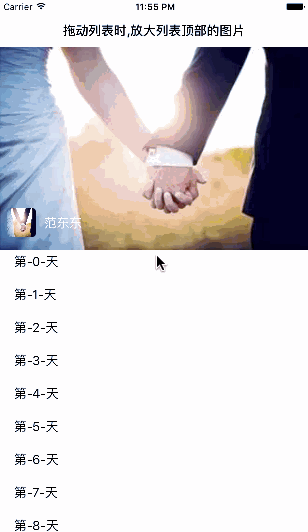 Carrier 11:55 PM
拖动列表时,放大列表顶部的图片
范东东
第-0-天
第-1-天
第-2-天
第-3-天
第-4-天
第-5-天
第-6-天
第-7-天
第-8-天